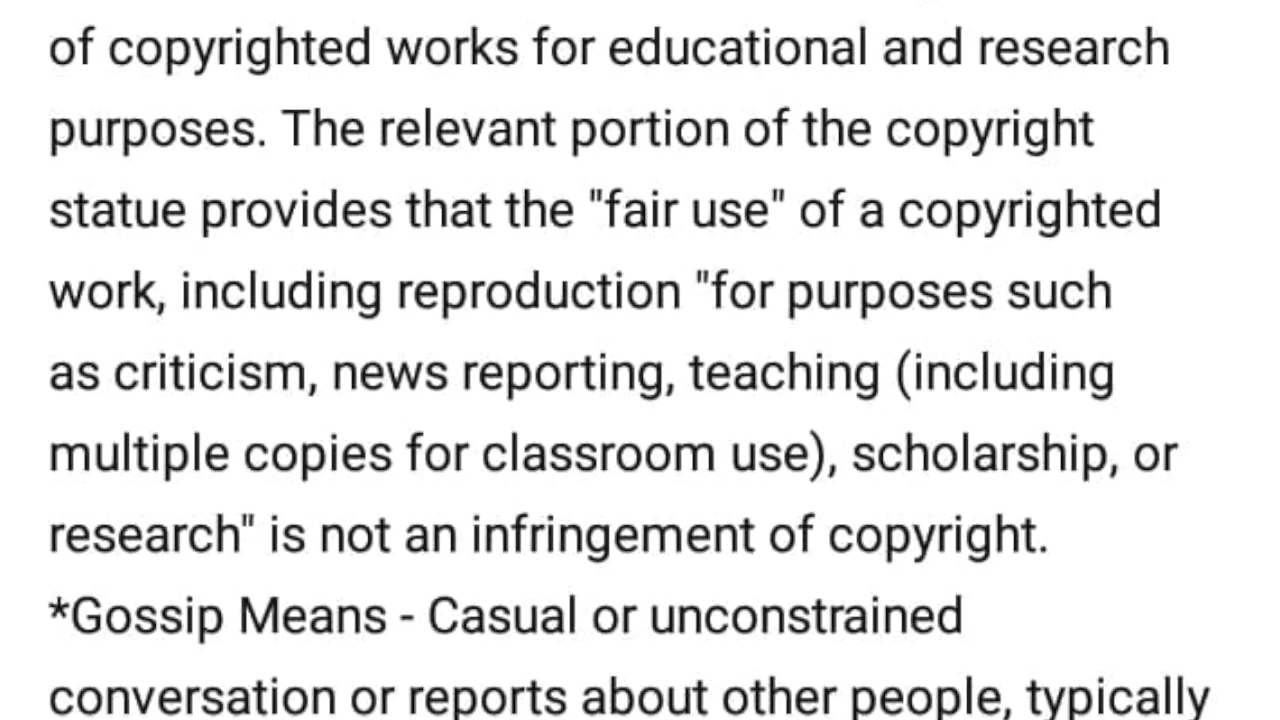 of copyrighted works for educational and research
purposes. The relevant portion of the copyright
statue provides that the "fair use" of a copyrighted
work, including reproduction "for purposes such
as criticism, news reporting, teaching (including
multiple copies for classroom use), scholarship, or
research" is not an infringement of copyright.
*Gossip Means - Casual or unconstrained
conversation or reports about other people, typically